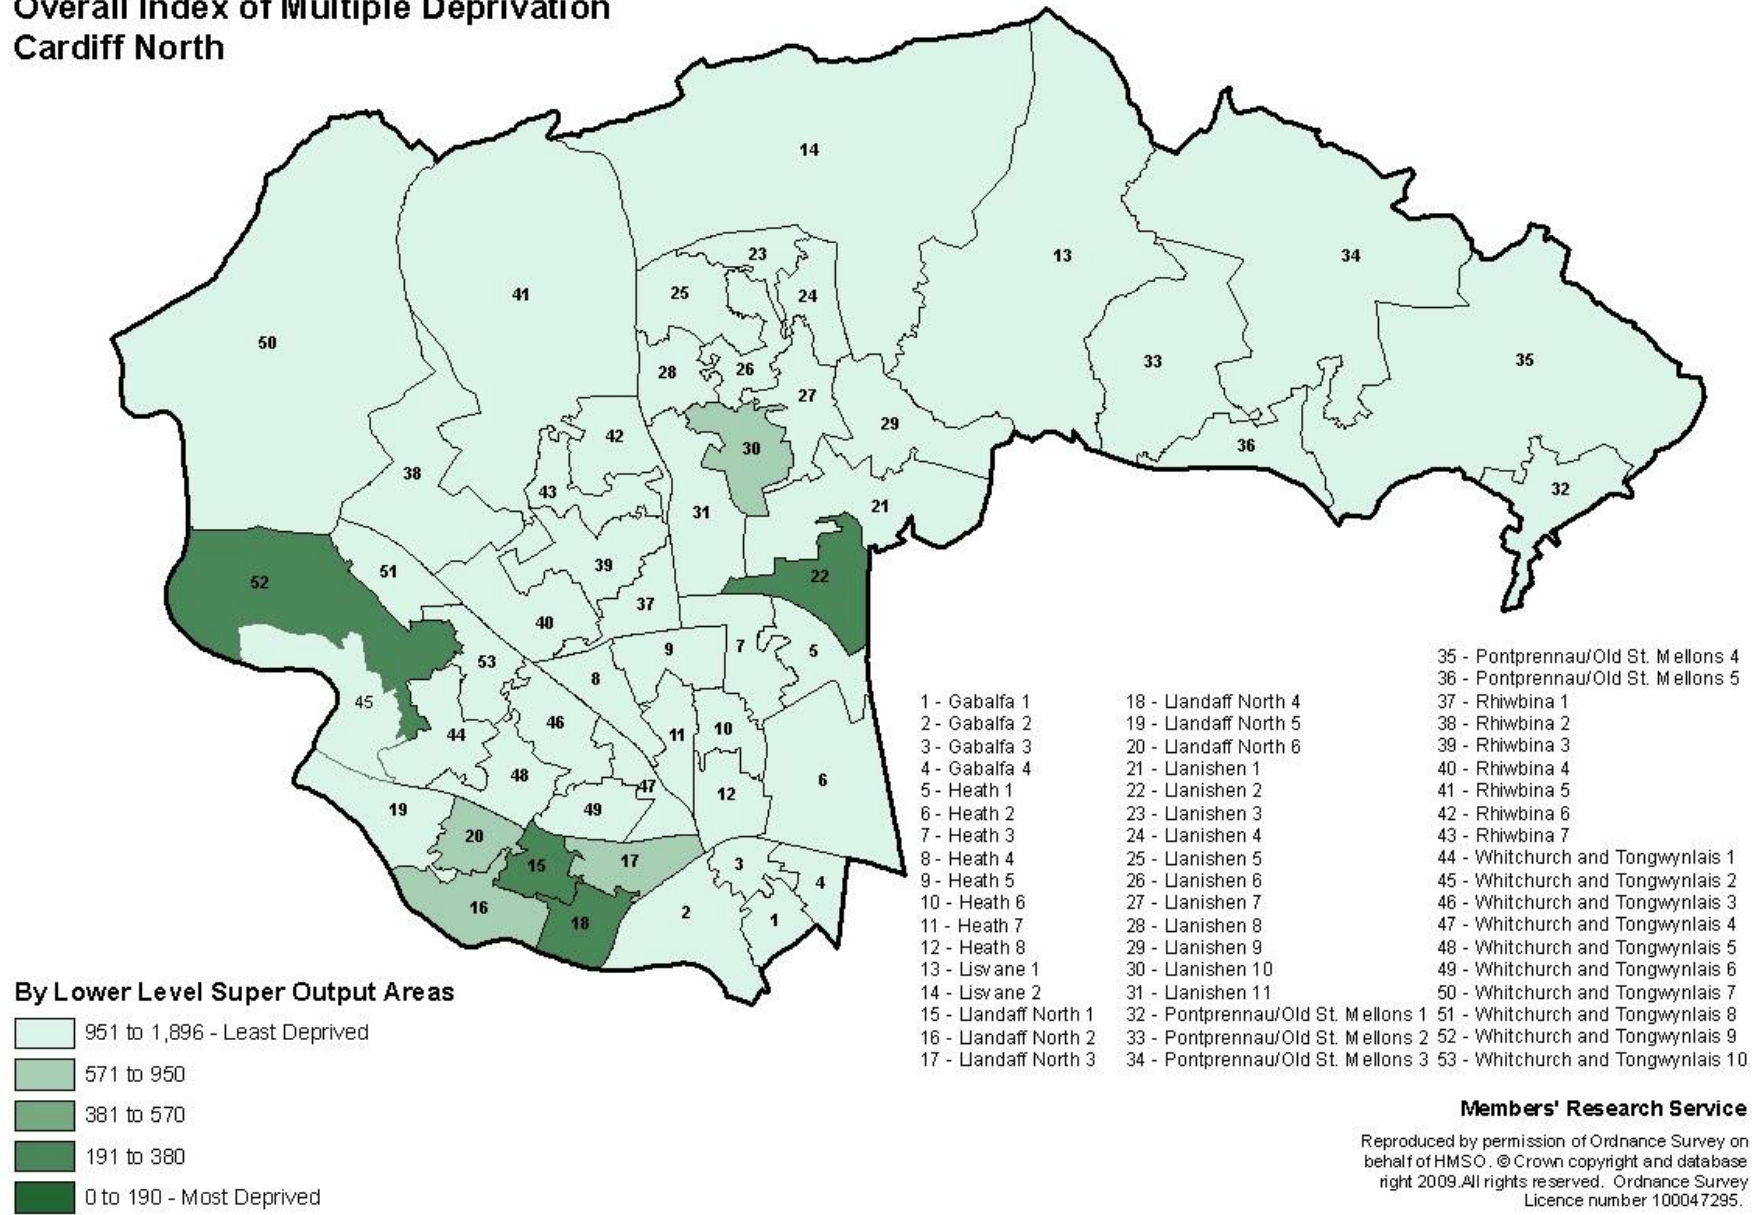 Overall Index of Multiple Deprivation
Cardiff North
14
23
13
34
25
24
41
50
28
26
33
35
27
42
29
30
36
38
43
32
31
21
39
51
22
52
37
40
9
7
5
53
8
45
46
10
44
11
48
6
47
12
19
49
20
17
15
3
4
16
2
1
18
1 - Gabalfa 1
2 - Gabalfa 2
3 - Gabalfa 3
4 - Gabalfa 4
5 - Heath 1
6 - Heath 2
7 - Heath 3
8 - Heath 4
9 - Heath 5
10 - Heath 6
11 - Heath 7
12 - Heath 8
13 - Lisvane 1
14 - Lisvane 2
15 - Llandaff North 1
16 - Llandaff North 2
17 - Llandaff North 3
18 - Llandaff North 4
19 - Llandaff North 5
20 - Llandaff North 6
21 - Llanishen 1
22 - Llanishen 2
23 - Llanishen 3
24 - Llanishen 4
25 - Llanishen 5
26 - Llanishen 6
27 - Llanishen 7
28 - Llanishen 8
29 - Llanishen 9
30 - Llanishen 10
31 - Llanishen 11
32 - Pontprennau/Old St. Mellons 1
33 - Pontprennau/Old St. Mellons 2
34 - Pontprennau/Old St. Mellons 3
35 - Pontprennau/Old St. Mellons 4
36 - Pontprennau/Old St. Mellons 5
37 - Rhiwbina 1
38 - Rhiwbina 2
39 - Rhiwbina 3
40 - Rhiwbina 4
41 - Rhiwbina 5
42 - Rhiwbina 6
43 - Rhiwbina 7
44 - Whitchurch and Tongwynlais 1
45 - Whitchurch and Tongwynlais 2
46 - Whitchurch and Tongwynlais 3
47 - Whitchurch and Tongwynlais 4
48 - Whitchurch and Tongwynlais 5
49 - Whitchurch and Tongwynlais 6
50 - Whitchurch and Tongwynlais 7
51 - Whitchurch and Tongwynlais 8
52 - Whitchurch and Tongwynlais 9
53 - Whitchurch and Tongwynlais 10
By Lower Level Super Output Areas
951 to 1,896 - Least Deprived
571 to 950
381 to 570
191 to 380
0 to 190 - Most Deprived
Members' Research Service
Reproduced by permission of Ordnance Survey on
behalf of HMSO. © Crown copyright and database
right 2009.All rights reserved. Ordnance Survey
Licence number 100047295.